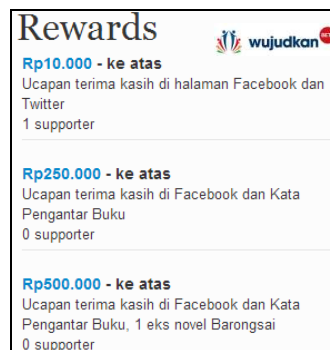 Rewards
wujudkan
Rp10.000 - ke atas
Ucapan terima kasih di halaman Facebook dan
Twitter
1 supporter
Rp250.000 - ke atas
Ucapan terima kasih di Facebook dan Kata
Pengantar Buku
0 supporter
Rp500.000 - ke atas
Ucapan terima kasih di Facebook dan Kata
Pengantar Buku, 1 eks novel Barongsai
0 supporter